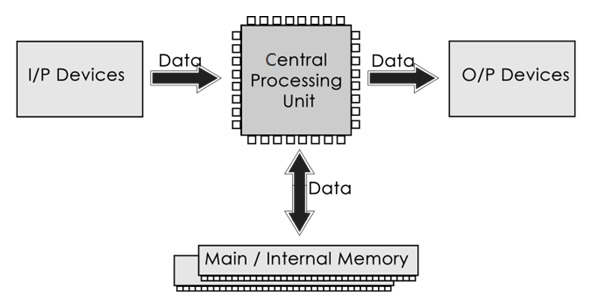 I/P Devices
Data
Central
Processing
Unit
Data
O/P Devices
Data
Main / Internal Memory